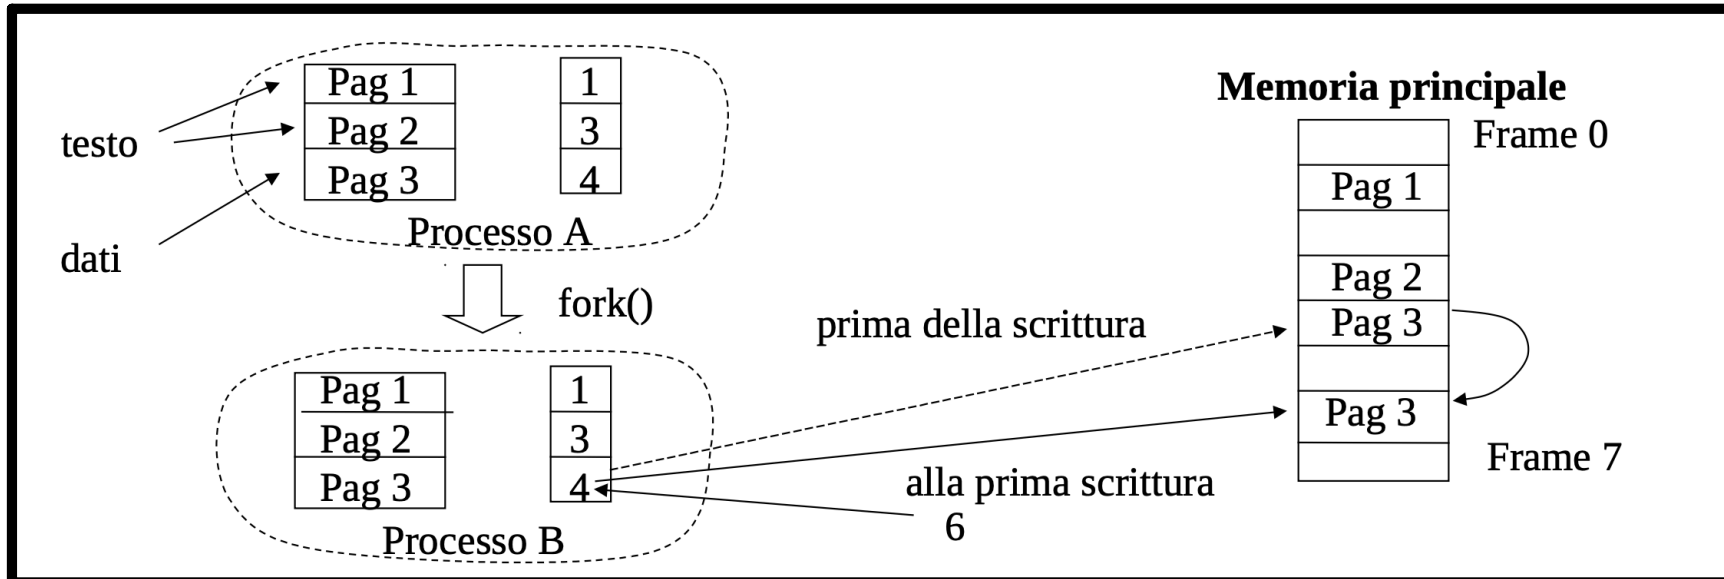 testo
dati
Pag 1
Pag 2
Pag 3
1
3
4
Processo A
fork()
Pag 1
Pag 2
Pag 3
1
3
4
Processo B
prima della scrittura
alla prima scrittura
6
Memoria principale
Frame 0
Pag 1
Pag 2
Pag 3
Pag 3
Frame 7